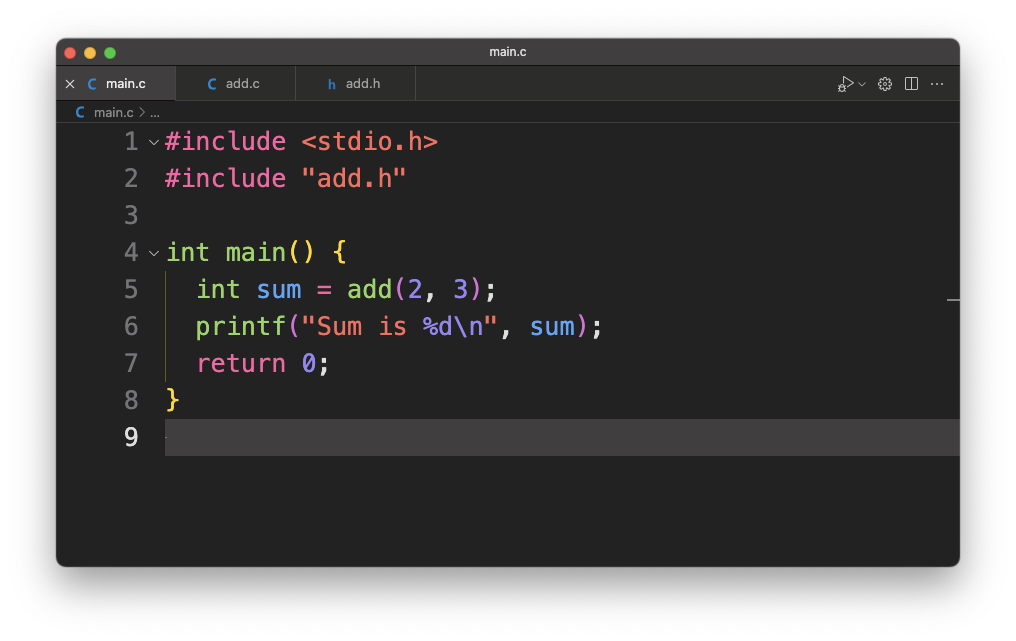 main.c
main.c add.c h add.h
C main.c > ...
1 #include <stdio.h>
2 #include "add.h"
3
4 int main() {
5   int sum = add(2, 3);
6   printf("Sum is %d\n", sum);
7   return 0;
8 }
9